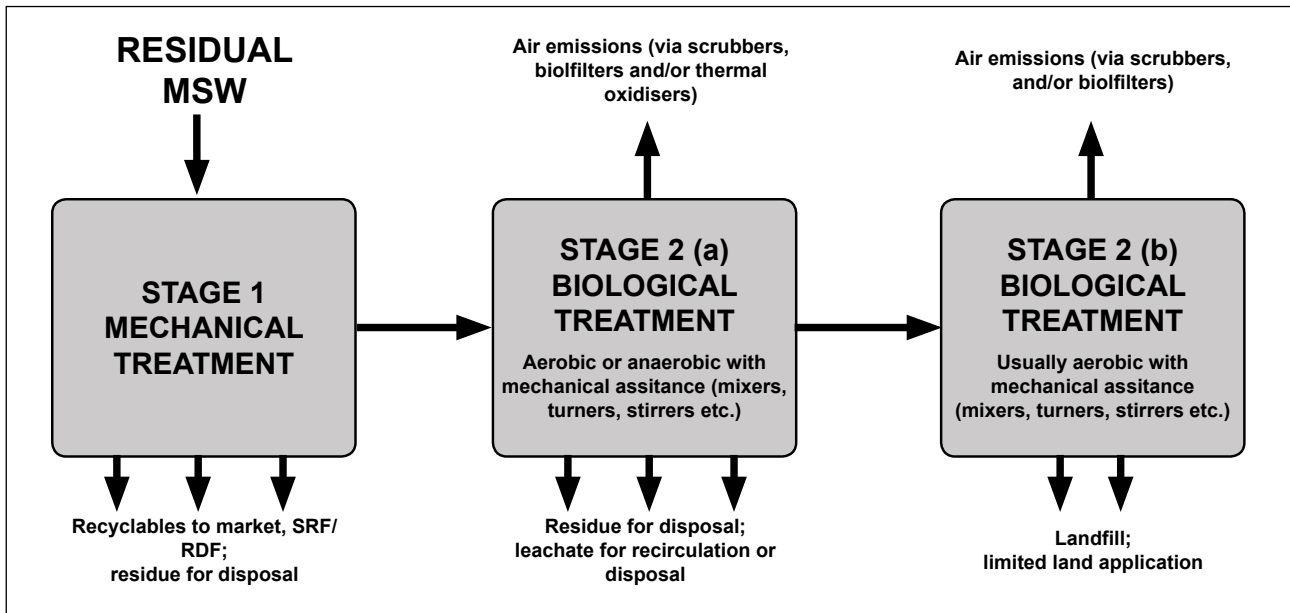 RESIDUAL
MSW
Air emissions (via scrubbers,
biolfilters and/or thermal
oxidisers)
Air emissions (via scrubbers,
and/or biolfilters)
STAGE 1
MECHANICAL
TREATMENT
STAGE 2 (a)
BIOLOGICAL
TREATMENT
Aerobic or anaerobic with
mechanical assitance (mixers,
turners, stirrers etc.)
STAGE 2 (b)
BIOLOGICAL
TREATMENT
Usually aerobic with
mechanical assitance
(mixers, turners, stirrers etc.)
Recyclables to market, SRF/
RDF;
residue for disposal
Residue for disposal;
leachate for recirculation or
disposal
Landfill;
limited land application